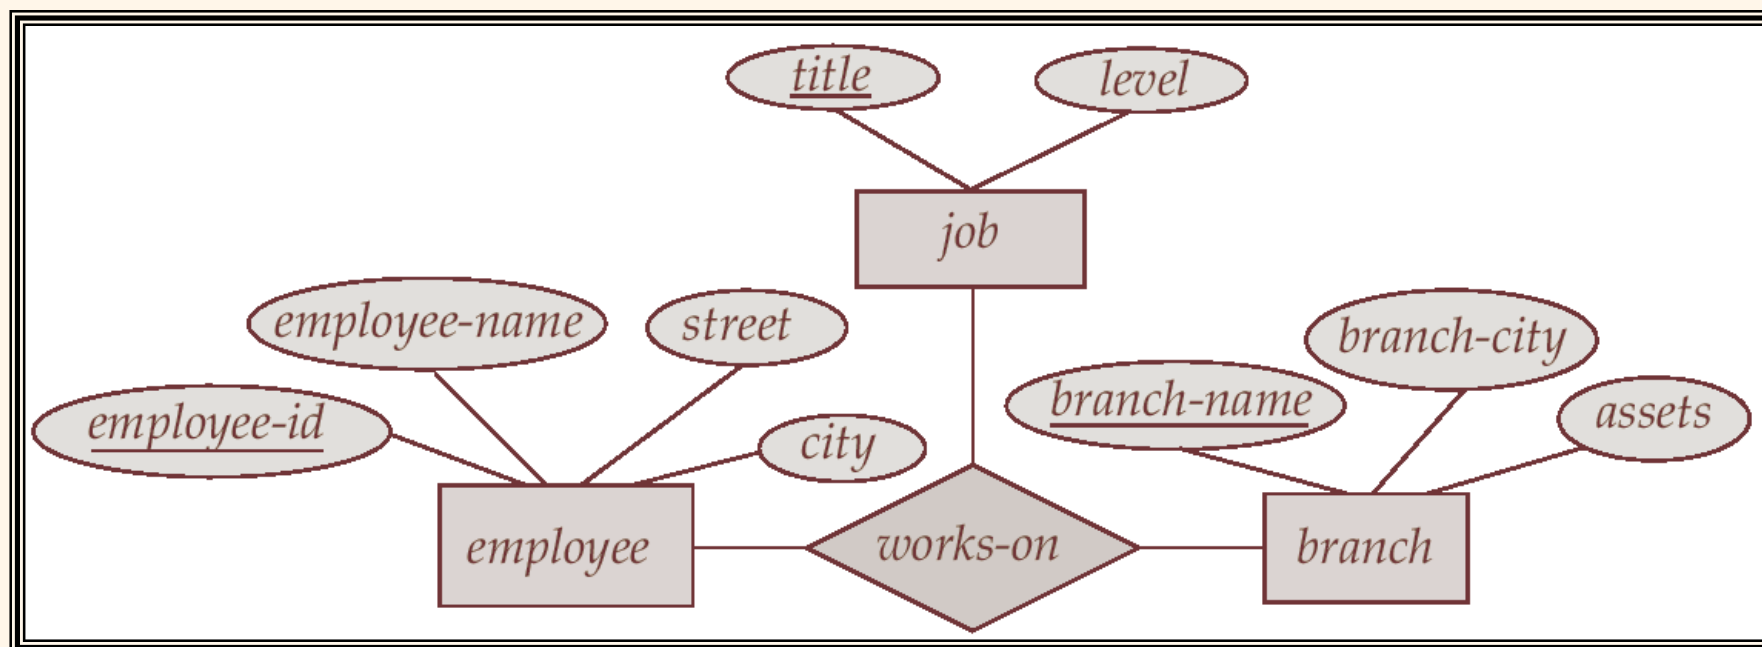 title
level
job
employee-name
street
branch-city
employee-id
city
branch-name
assets
employee
works-on
branch